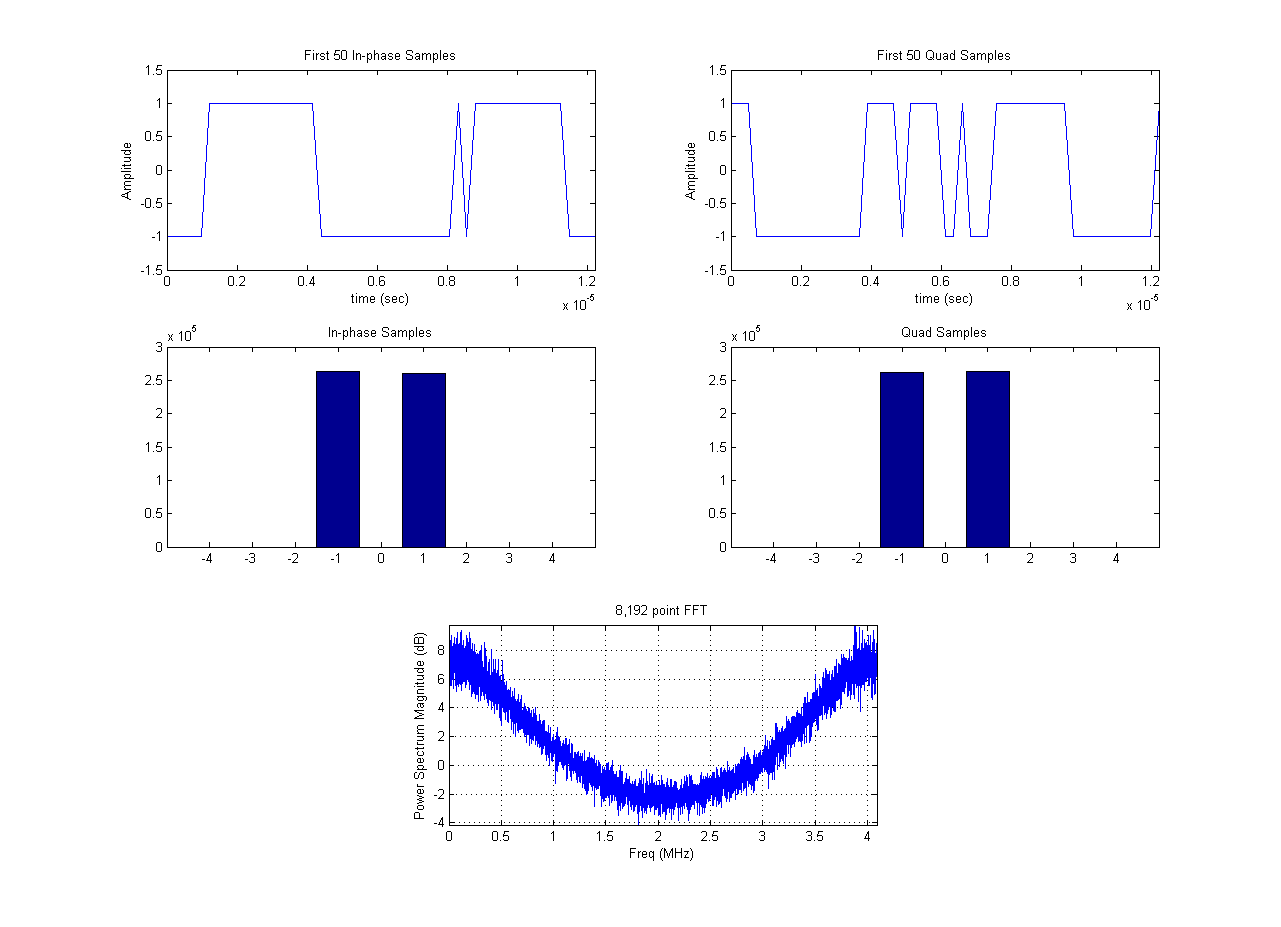 First 50 In-phase Samples
Amplitude
1.5
1
0.5
0
-0.5
-1
-1.5
0 0.2 0.4 0.6 0.8 1 1.2
time (sec)
x 10^-5
First 50 Quad Samples
Amplitude
1.5
1
0.5
0
-0.5
-1
-1.5
0 0.2 0.4 0.6 0.8 1 1.2
time (sec)
x 10^-5
In-phase Samples
x 10^5
3
2.5
2
1.5
1
0.5
0
-4 -3 -2 -1 0 1 2 3 4
Quad Samples
x 10^5
3
2.5
2
1.5
1
0.5
0
-4 -3 -2 -1 0 1 2 3 4
8,192 point FFT
Power Spectrum Magnitude (dB)
8
6
4
2
0
-2
-4
0 0.5 1 1.5 2 2.5 3 3.5 4
Freq (MHz)